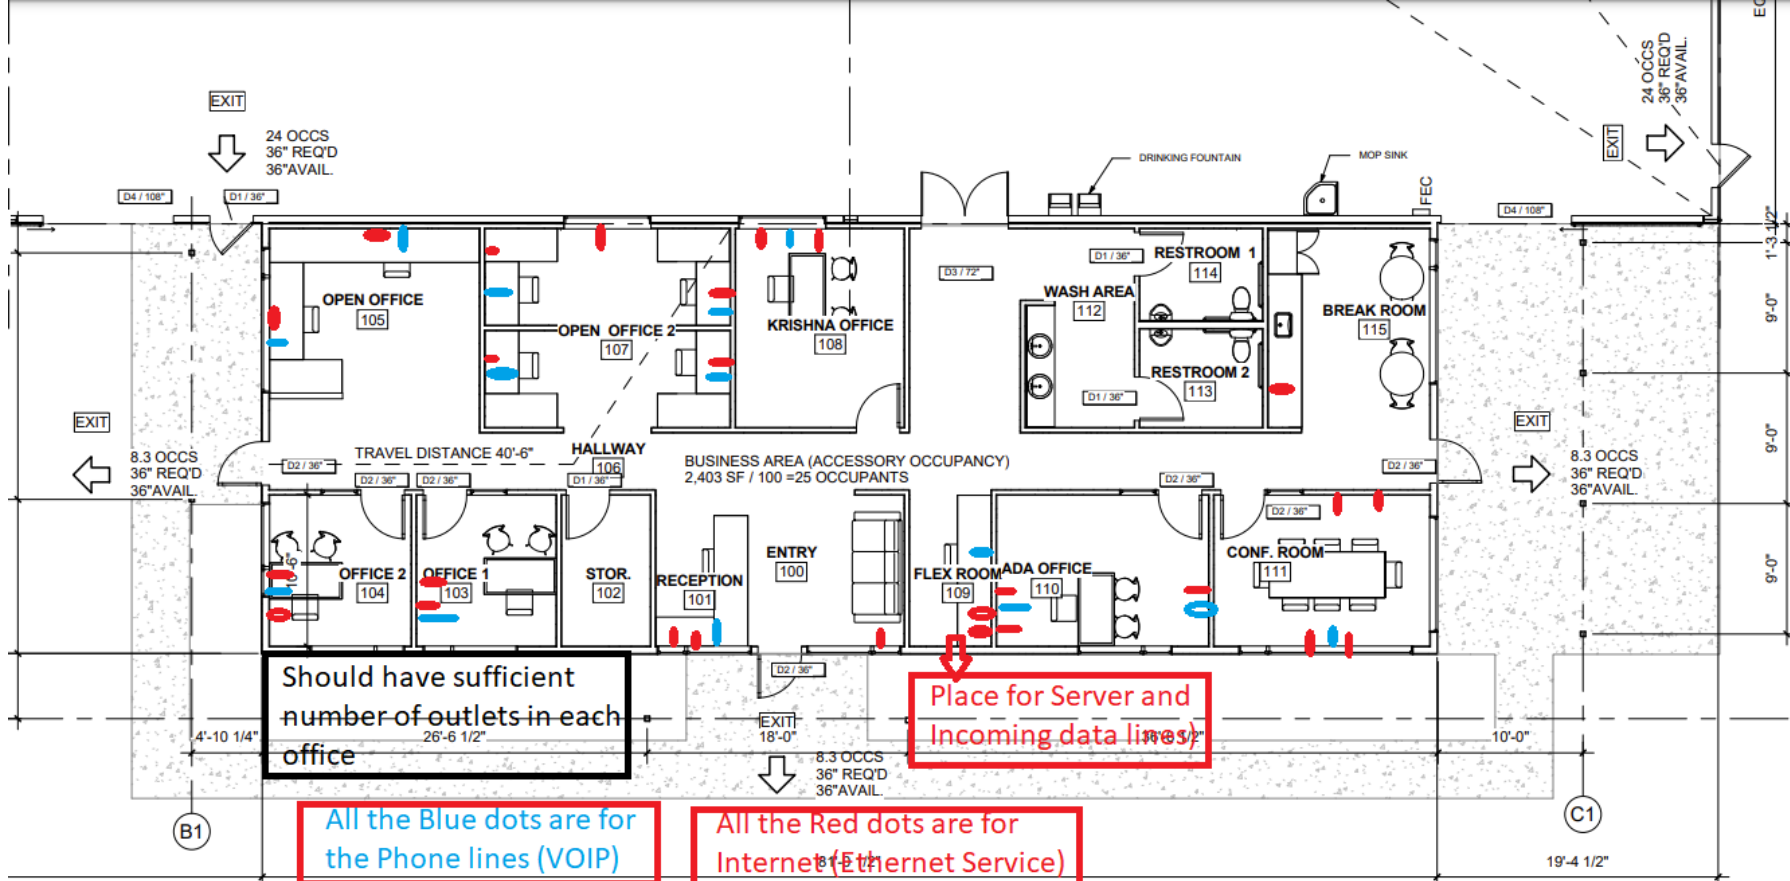 EXIT
24 OCCS
36" REQ'D
36"AVAIL.
D4 / 108"
D1 / 36"
DRINKING FOUNTAIN
MOP SINK
FEC
EXIT
24 OCCS
36" REQ'D
36"AVAIL.
D4 / 108"
1'-3 1/2"
9'-0"
9'-0"
9'-0"
OPEN OFFICE
105
OPEN OFFICE 2
107
KRISHNA OFFICE
108
D3 / 72"
WASH AREA
112
D1 / 36"
RESTROOM 1
114
RESTROOM 2
113
D1 / 36"
BREAK ROOM
115
EXIT
8.3 OCCS
36" REQ'D
36"AVAIL.
TRAVEL DISTANCE 40'-6"
HALLWAY
106
BUSINESS AREA (ACCESSORY OCCUPANCY)
2,403 SF / 100 =25 OCCUPANTS
D2 / 36"
D2 / 36"
D2 / 36"
D1 / 36"
D2 / 36"
D2 / 36"
D2 / 36"
EXIT
8.3 OCCS
36" REQ'D
36"AVAIL.
OFFICE 2
104
OFFICE 1
103
STOR.
102
RECEPTION
101
ENTRY
100
FLEX ROOM
109
ADA OFFICE
110
CONF. ROOM
111
Should have sufficient
number of outlets in each
office
D2 / 36"
Place for Server and
Incoming data lines)
4'-10 1/4"
26'-6 1/2"
EXIT
18'-0"
10'-0"
8.3 OCCS
36" REQ'D
36"AVAIL.
B1
C1
All the Blue dots are for
the Phone lines (VOIP)
All the Red dots are for
Internet (Ethernet Service)
19'-4 1/2"